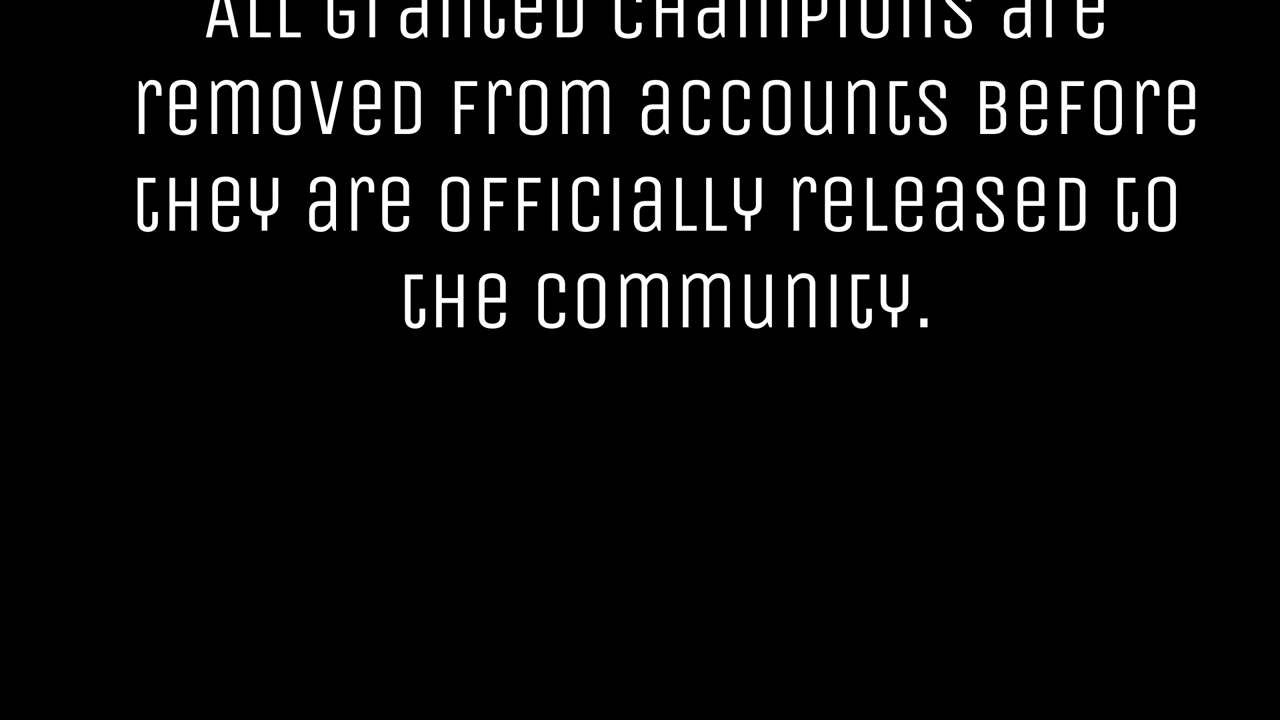 All granted champions are
removed from accounts before
they are officially released to
the community.